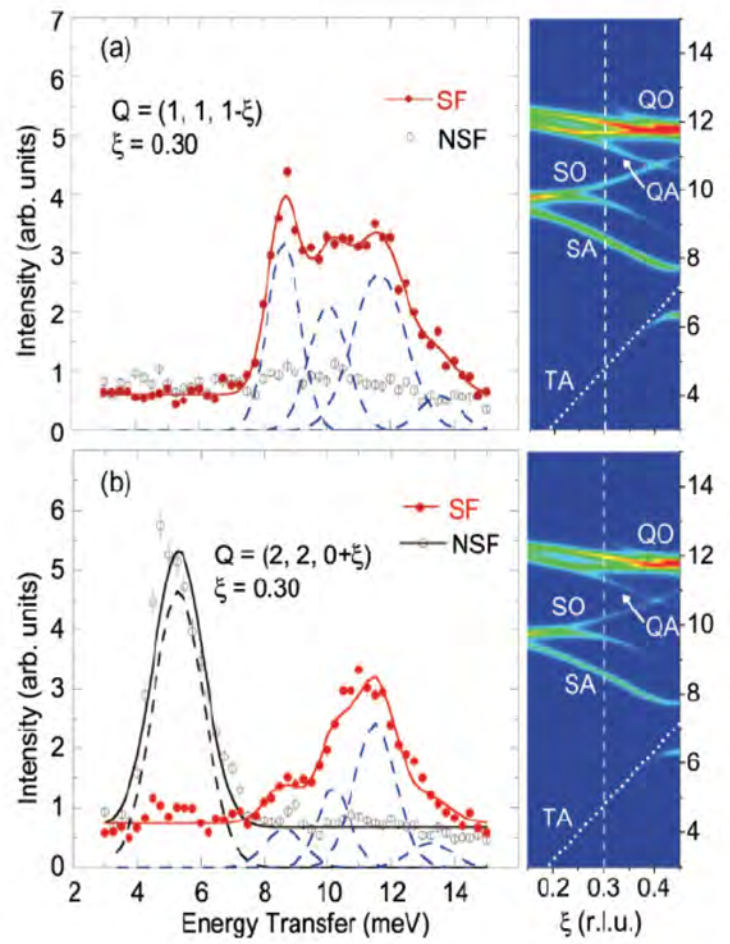 (a)
Q = (1, 1, 1-ξ)
ξ = 0.30
SF
NSF
7
6
5
4
3
2
1
0
Intensity (arb. units)
QO
SO
QA
SA
TA
14
12
10
8
6
4
(b)
SF
NSF
Q = (2, 2, 0+ξ)
ξ = 0.30
6
5
4
3
2
1
0
Intensity (arb. units)
2 4 6 8 10 12 14
Energy Transfer (meV)
QO
SO
QA
SA
TA
14
12
10
8
6
4
0.2 0.3 0.4
ξ (r.l.u.)